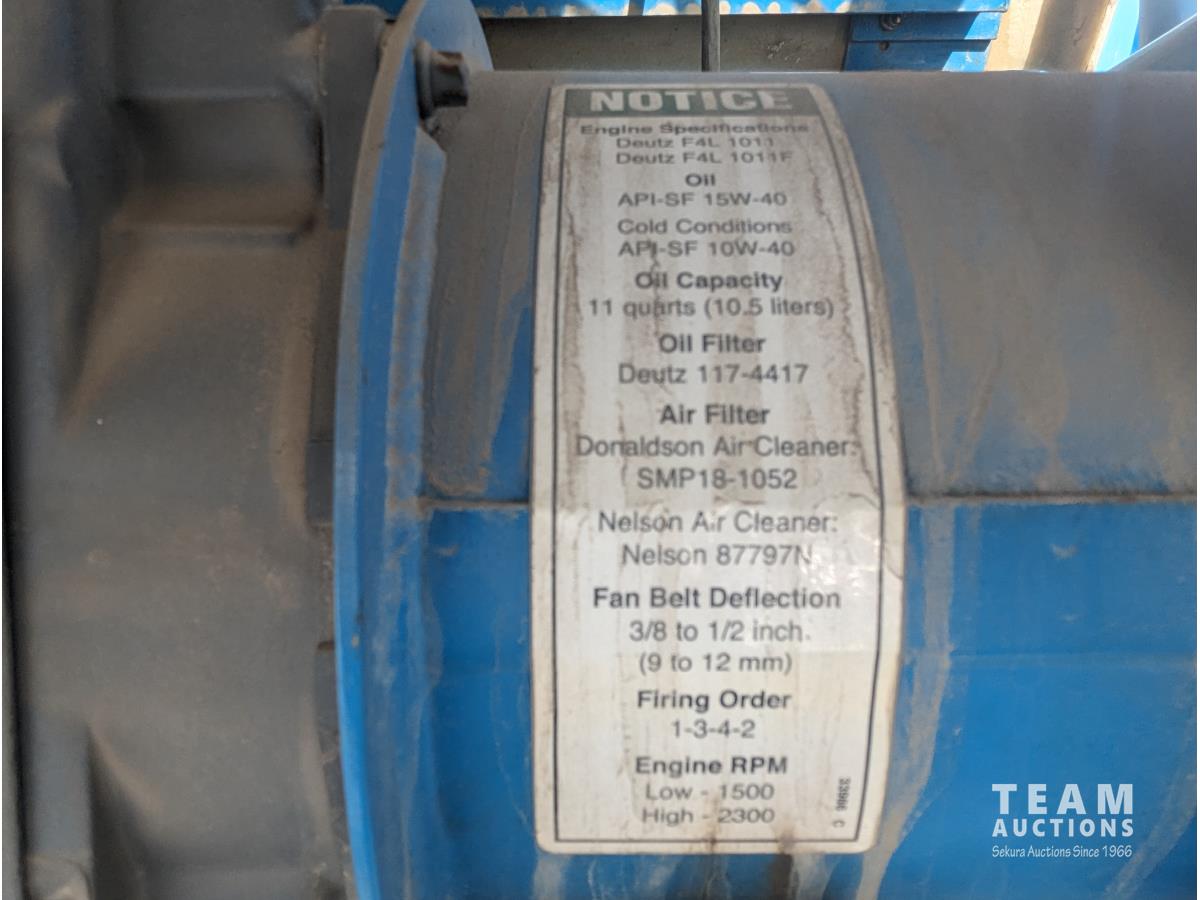 NOTICE
Engine Specifications
Deutz F4L 1011
Deutz F4L 1011F
Oil
API-SF 15W-40
Cold Conditions
API-SF 10W-40
Oil Capacity
11 quarts (10.5 liters)
Oil Filter
Deutz 117-4417
Air Filter
Donaldson Air Cleaner:
SMP18-1052
Nelson Air Cleaner:
Nelson 87797N
Fan Belt Deflection
3/8 to 1/2 inch.
(9 to 12 mm)
Firing Order
1-3-4-2
Engine RPM
Low - 1500
High - 2300
C
TEAM
AUCTIONS
Sekura Auctions Since 1966